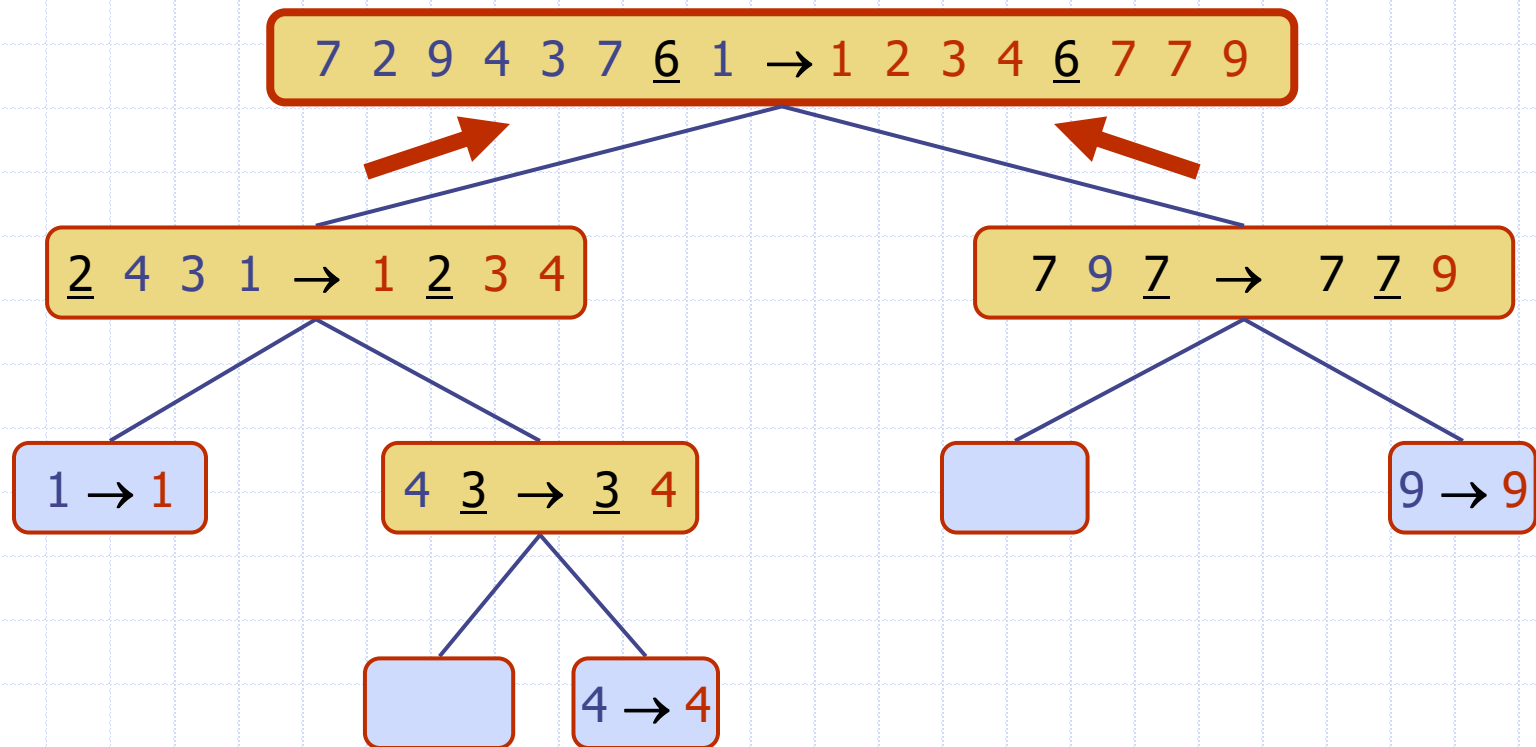 7 2 9 4 3 7 6 1 → 1 2 3 4 6 7 7 9
2 4 3 1 → 1 2 3 4
7 9 7 → 7 7 9
1 → 1
4 3 → 3 4
9 → 9
4 → 4